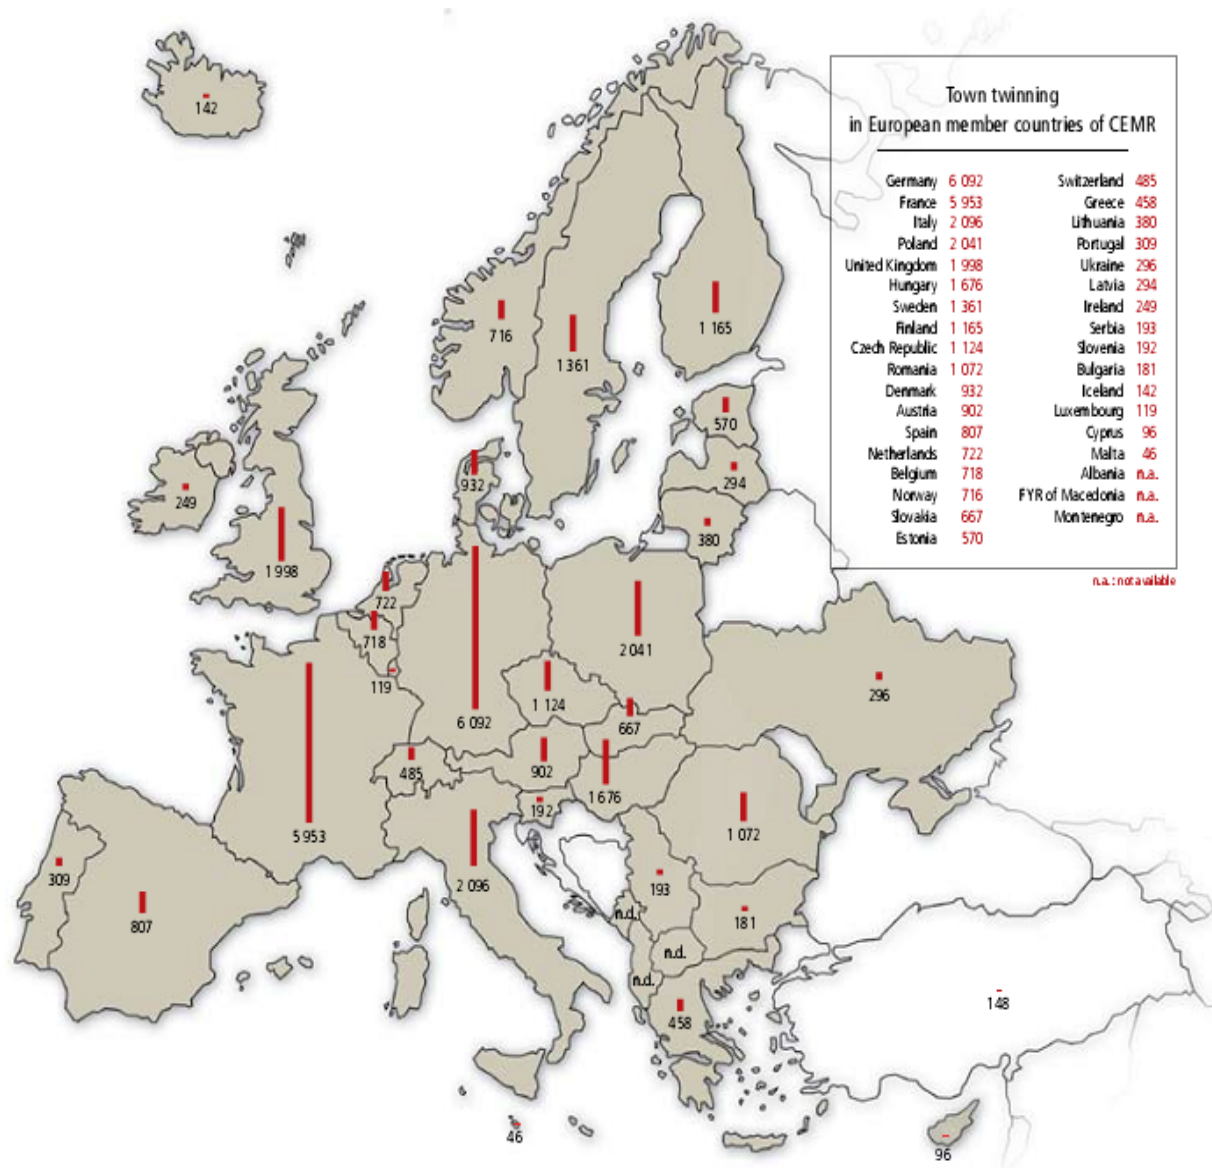 Town twinning
in European member countries of CEMR
Germany 6 092
France 5 953
Italy 2 096
Poland 2 041
United Kingdom 1 998
Hungary 1 676
Sweden 1 361
Finland 1 165
Czech Republic 1 124
Romania 1 072
Denmark 932
Austria 902
Spain 807
Netherlands 722
Belgium 718
Norway 716
Slovakia 667
Estonia 570
Switzerland 485
Greece 458
Lithuania 380
Portugal 309
Ukraine 296
Latvia 294
Ireland 249
Serbia 193
Slovenia 192
Bulgaria 181
Iceland 142
Luxembourg 119
Cyprus 96
Malta 46
Albania n.a.
FYR of Macedonia n.a.
Montenegro n.a.
n.a. : not available
142
716
1 361
1 165
570
932
294
249
380
1 998
722
718
2 041
119
296
1 124
6 092
667
485
902
1 676
192
5 953
1 072
2 096
309
193
807
n.d.
181
n.d.
n.d.
148
458
46
96